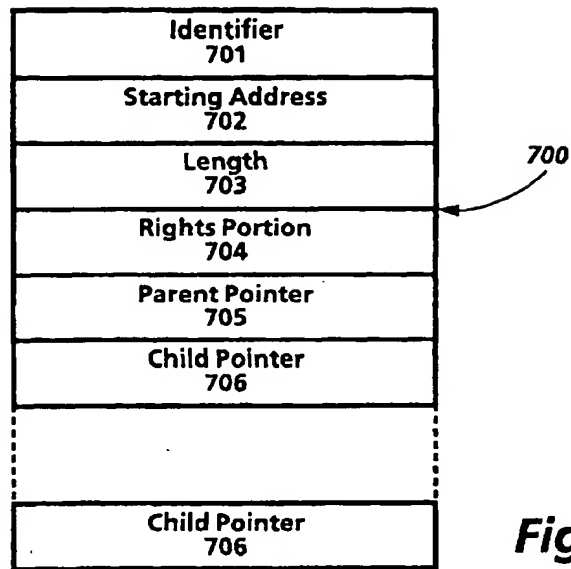 Identifier
701
Starting Address
702
Length
703
700
Rights Portion
704
Parent Pointer
705
Child Pointer
706
Child Pointer
706
Fig